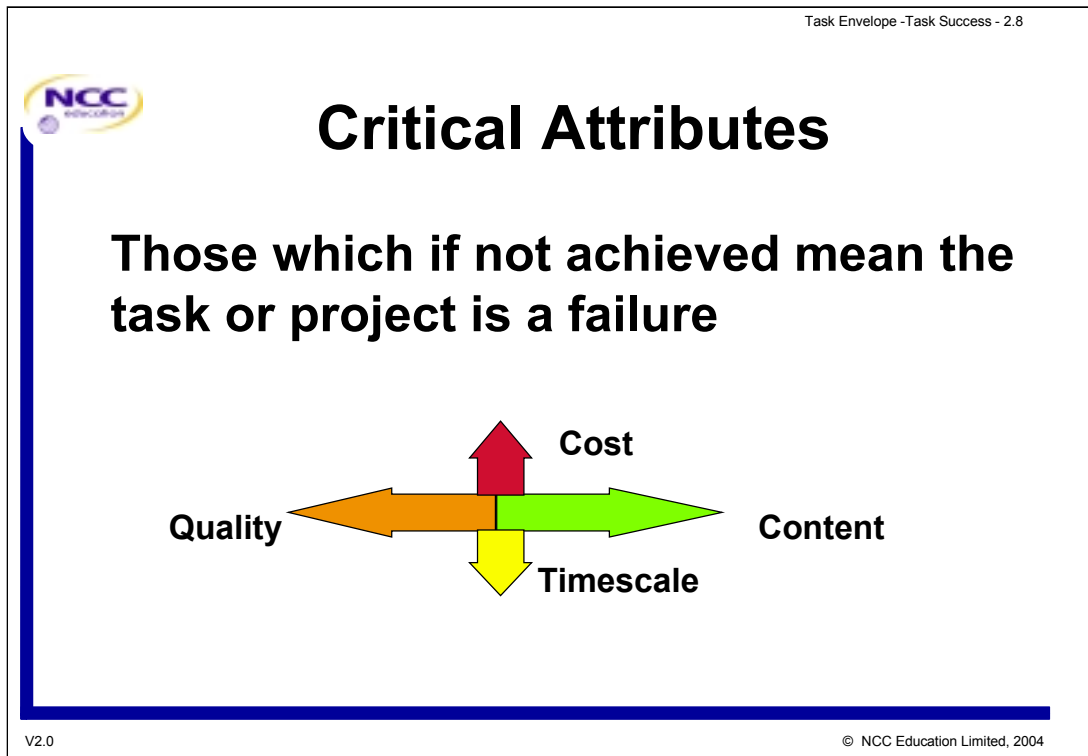 Task Envelope -Task Success - 2.8
NCC
education
Critical Attributes
Those which if not achieved mean the
task or project is a failure
Cost
Quality
Content
Timescale
V2.0
© NCC Education Limited, 2004